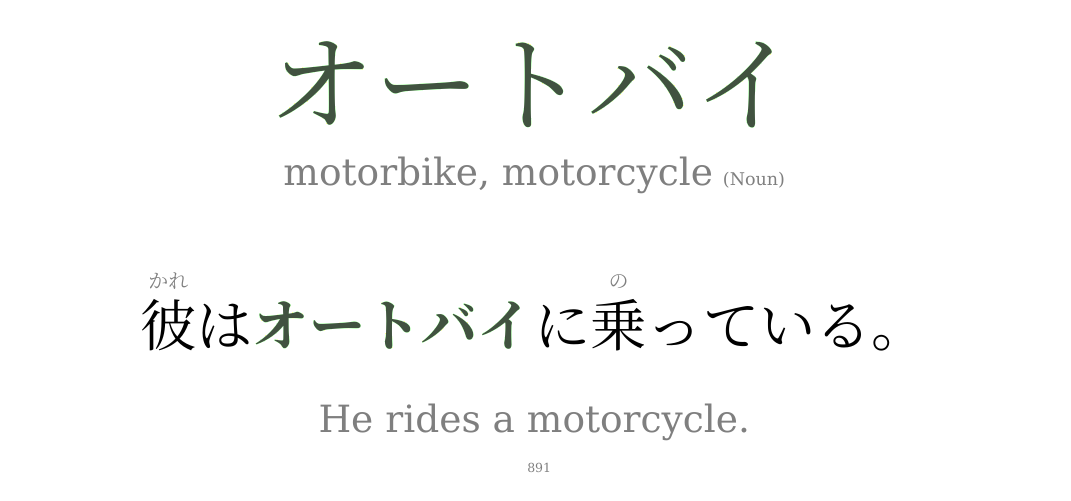 オートバイ
motorbike, motorcycle (Noun)
かれ の
彼はオートバイに乗っている。
He rides a motorcycle.
891